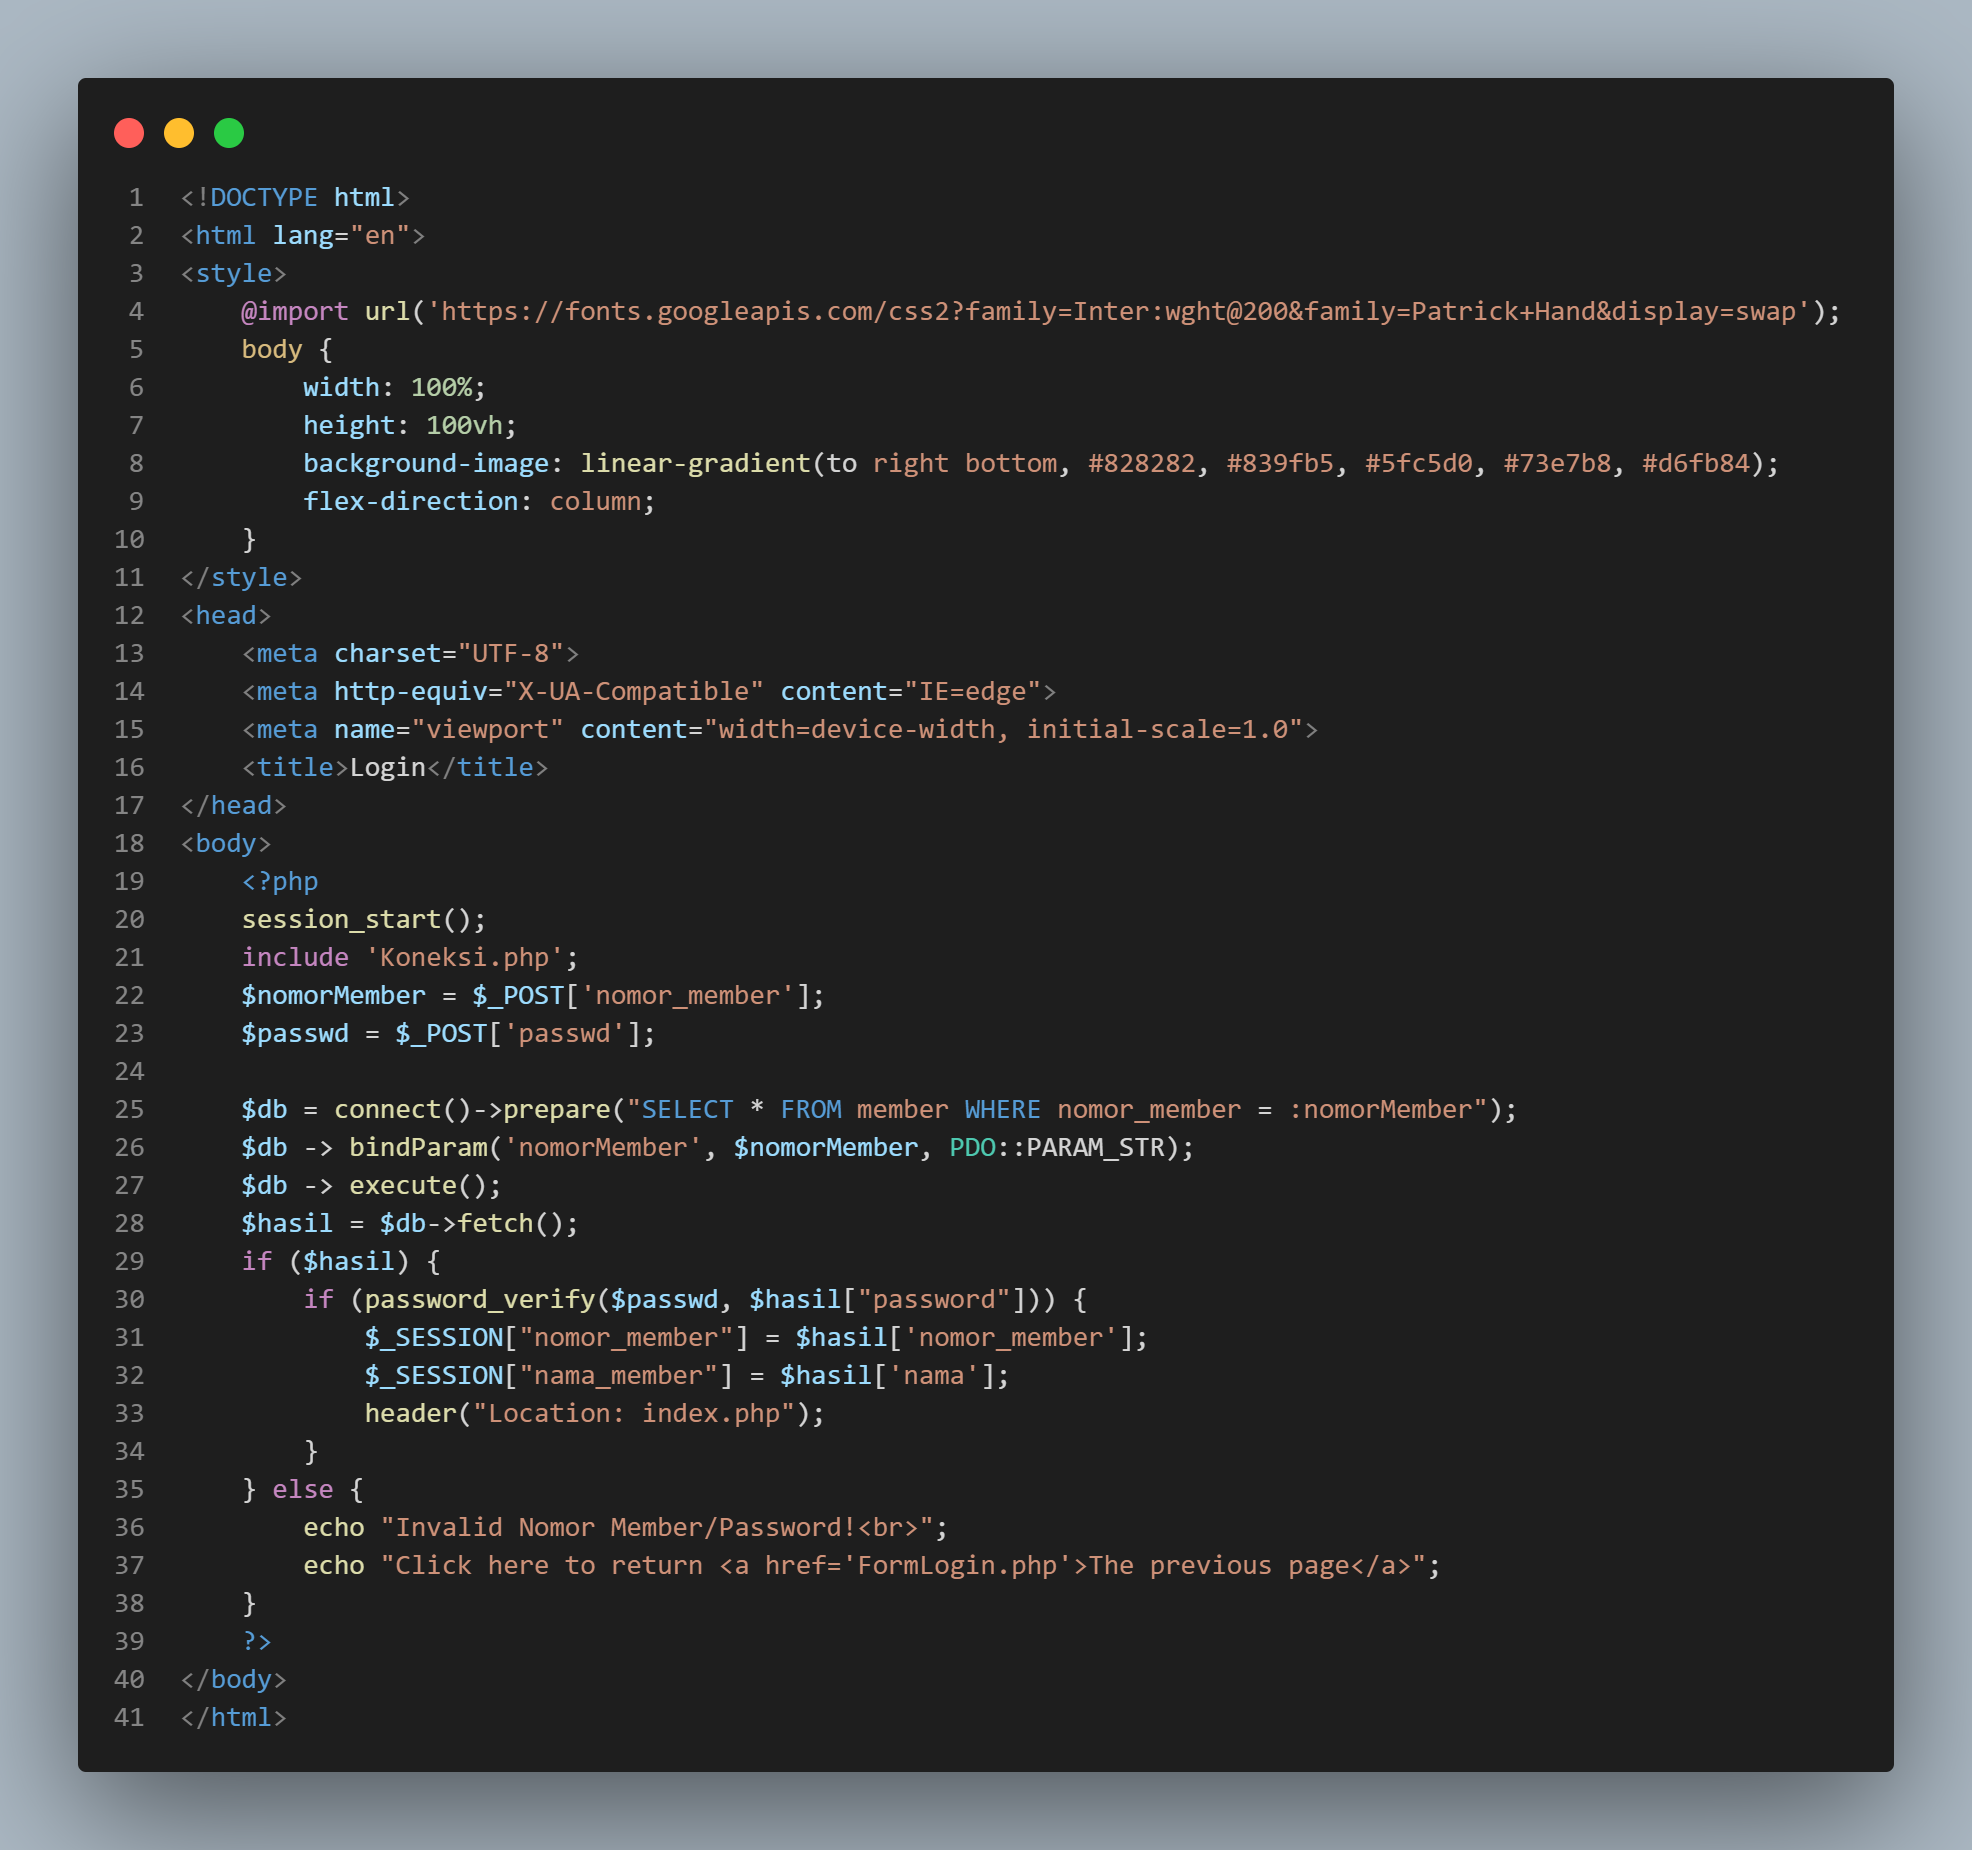 1 <!DOCTYPE html>
2 <html lang="en">
3 <style>
4     @import url('https://fonts.googleapis.com/css2?family=Inter:wght@200&family=Patrick+Hand&display=swap');
5     body {
6         width: 100%;
7         height: 100vh;
8         background-image: linear-gradient(to right bottom, #828282, #839fb5, #5fc5d0, #73e7b8, #d6fb84);
9         flex-direction: column;
10     }
11 </style>
12 <head>
13     <meta charset="UTF-8">
14     <meta http-equiv="X-UA-Compatible" content="IE=edge">
15     <meta name="viewport" content="width=device-width, initial-scale=1.0">
16     <title>Login</title>
17 </head>
18 <body>
19     <?php
20     session_start();
21     include 'Koneksi.php';
22     $nomorMember = $_POST['nomor_member'];
23     $passwd = $_POST['passwd'];
24
25     $db = connect()->prepare("SELECT * FROM member WHERE nomor_member = :nomorMember");
26     $db -> bindParam('nomorMember', $nomorMember, PDO::PARAM_STR);
27     $db -> execute();
28     $hasil = $db->fetch();
29     if ($hasil) {
30         if (password_verify($passwd, $hasil["password"])) {
31             $_SESSION["nomor_member"] = $hasil['nomor_member'];
32             $_SESSION["nama_member"] = $hasil['nama'];
33             header("Location: index.php");
34         }
35     } else {
36         echo "Invalid Nomor Member/Password!<br>";
37         echo "Click here to return <a href='FormLogin.php'>The previous page</a>";
38     }
39     ?>
40 </body>
41 </html>